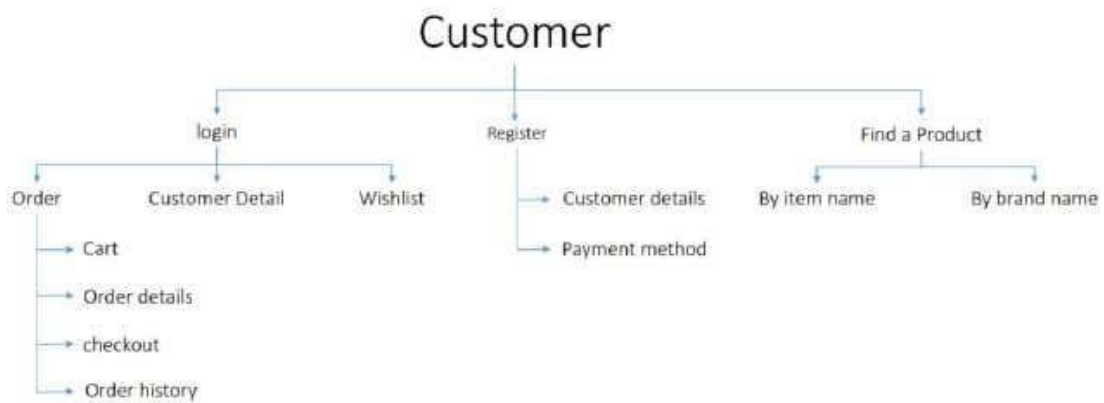 Customer
login
Register
Find a Product
Order
Customer Detail
Wishlist
Customer details
By item name
By brand name
Cart
Payment method
Order details
checkout
Order history